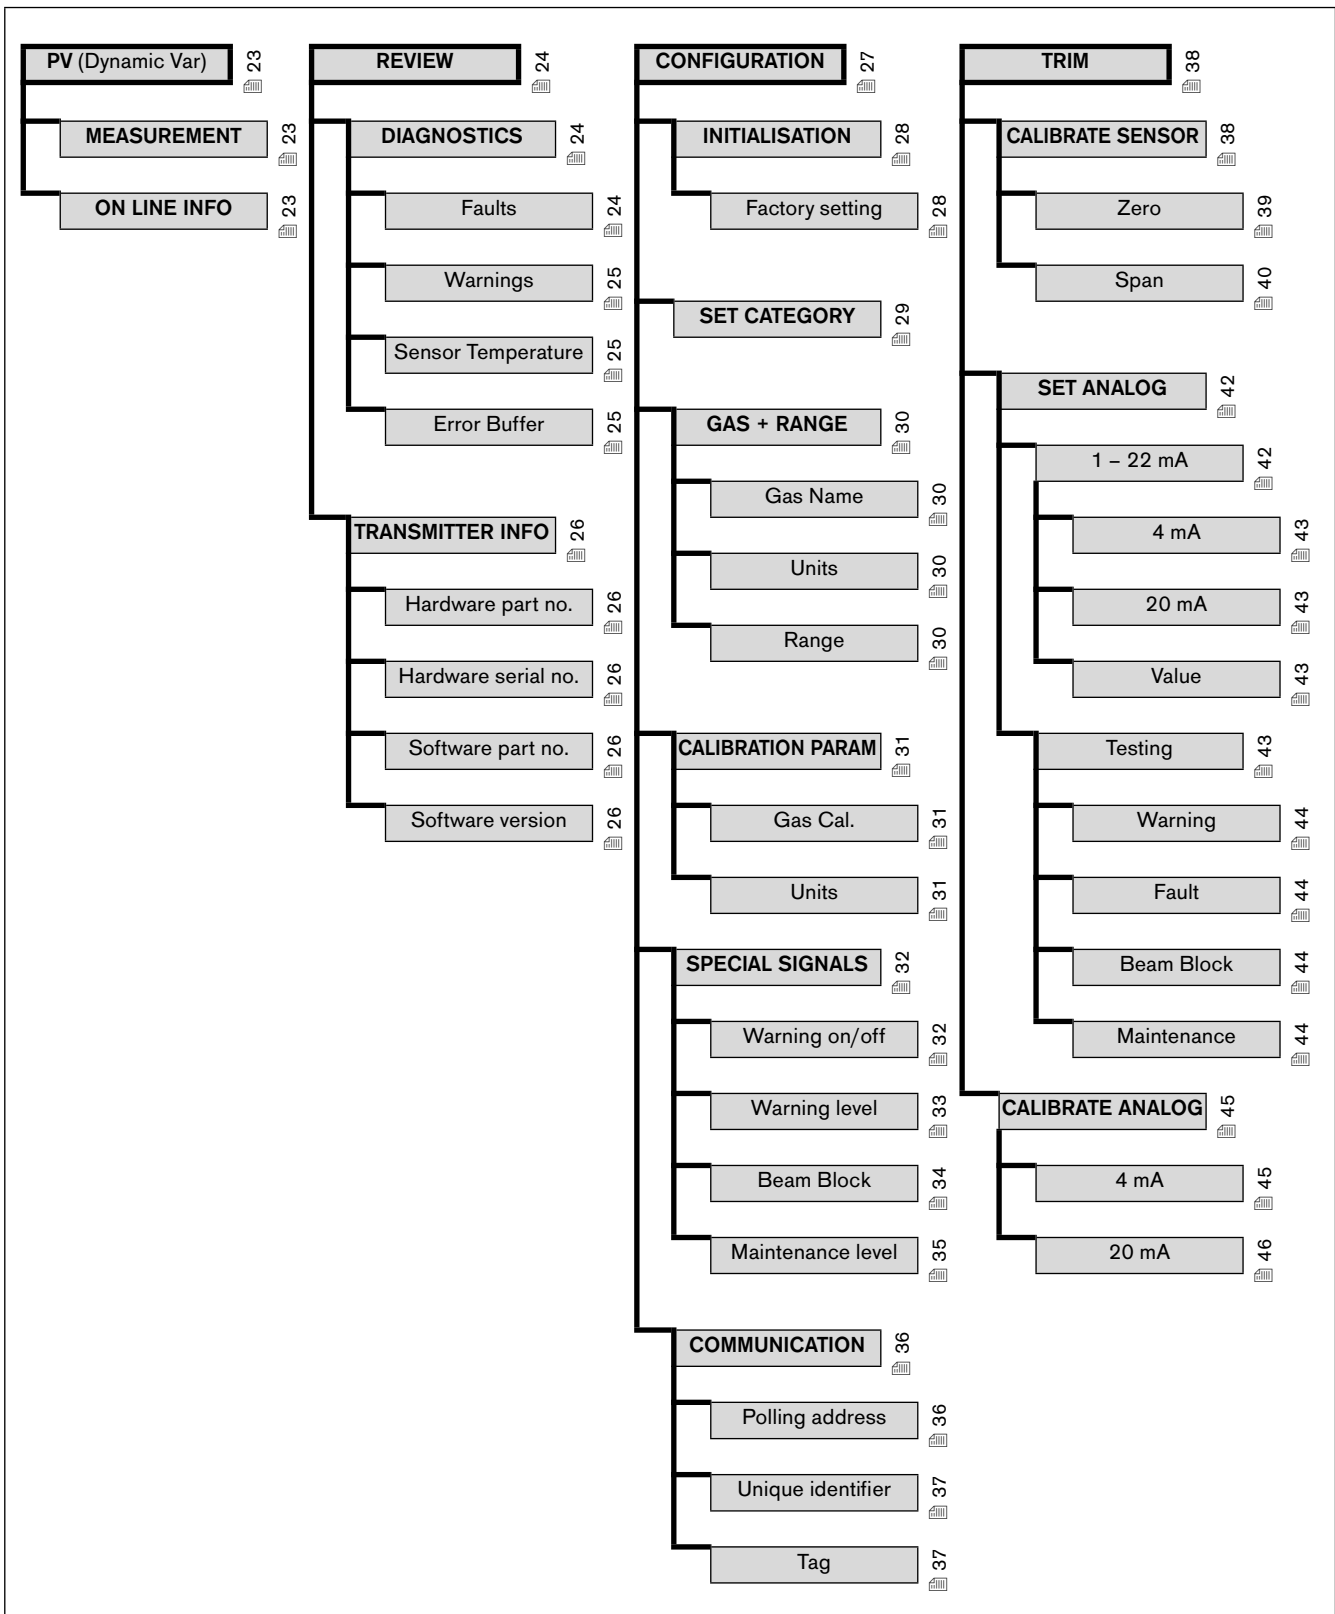 PV (Dynamic Var) 23
MEASUREMENT 23
ON LINE INFO 23
REVIEW 24
DIAGNOSTICS 24
Faults 24
Warnings 25
Sensor Temperature 25
Error Buffer 25
TRANSMITTER INFO 26
Hardware part no. 26
Hardware serial no. 26
Software part no. 26
Software version 26
CONFIGURATION 27
INITIALISATION 28
Factory setting 28
SET CATEGORY 29
GAS + RANGE 30
Gas Name 30
Units 30
Range 30
CALIBRATION PARAM 31
Gas Cal. 31
Units 31
SPECIAL SIGNALS 32
Warning on/off 32
Warning level 33
Beam Block 34
Maintenance level 35
COMMUNICATION 36
Polling address 36
Unique identifier 37
Tag 37
TRIM 38
CALIBRATE SENSOR 38
Zero 39
Span 40
SET ANALOG 42
1 – 22 mA 42
4 mA 43
20 mA 43
Value 43
Testing 43
Warning 44
Fault 44
Beam Block 44
Maintenance 44
CALIBRATE ANALOG 45
4 mA 45
20 mA 46